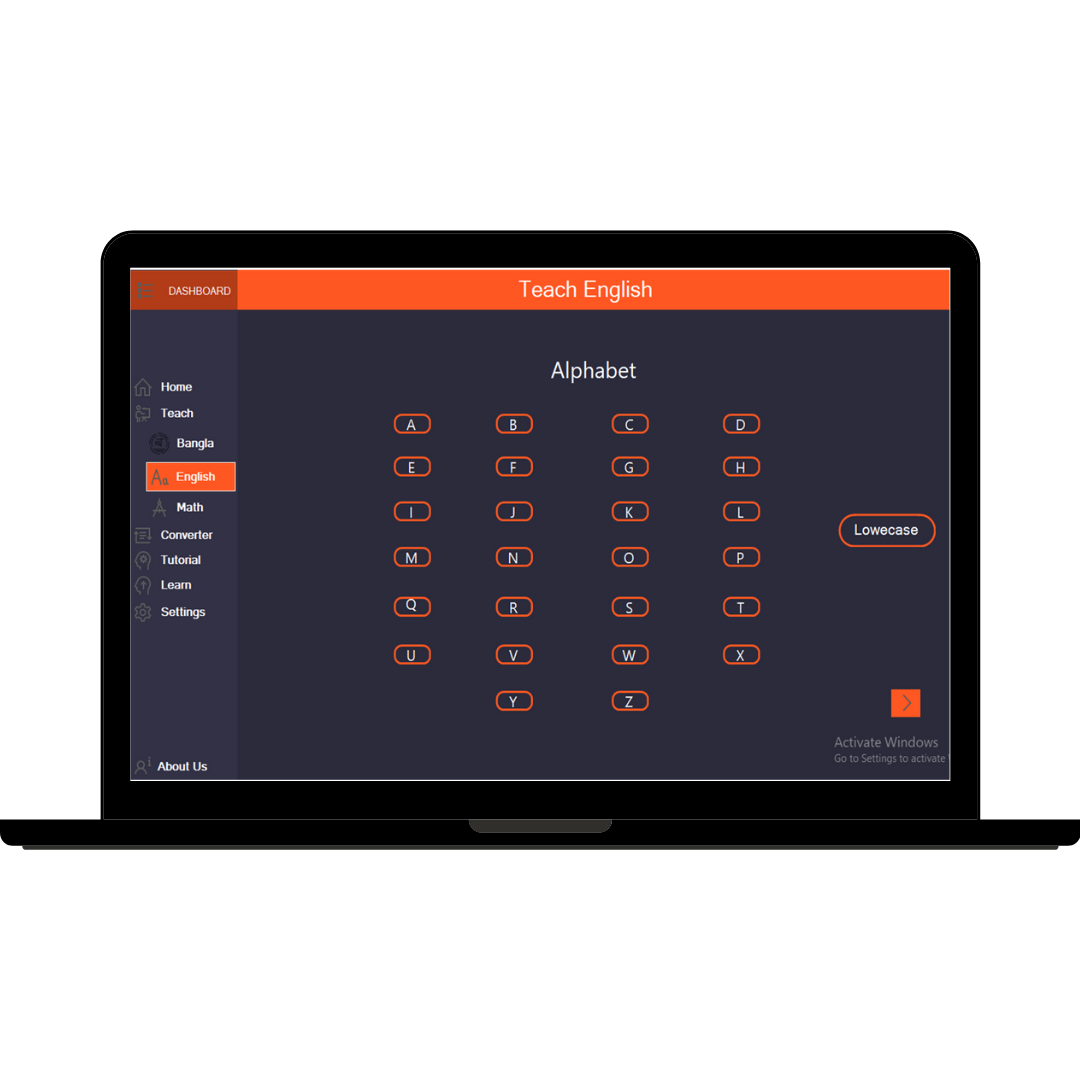 DASHBOARD
Teach English
Home
Teach
Bangla
English
Math
Converter
Tutorial
Learn
Settings
About Us
Alphabet
A B C D
E F G H
I J K L
M N O P
Q R S T
U V W X
Y Z
Lowecase
Activate Windows
Go to Settings to activate